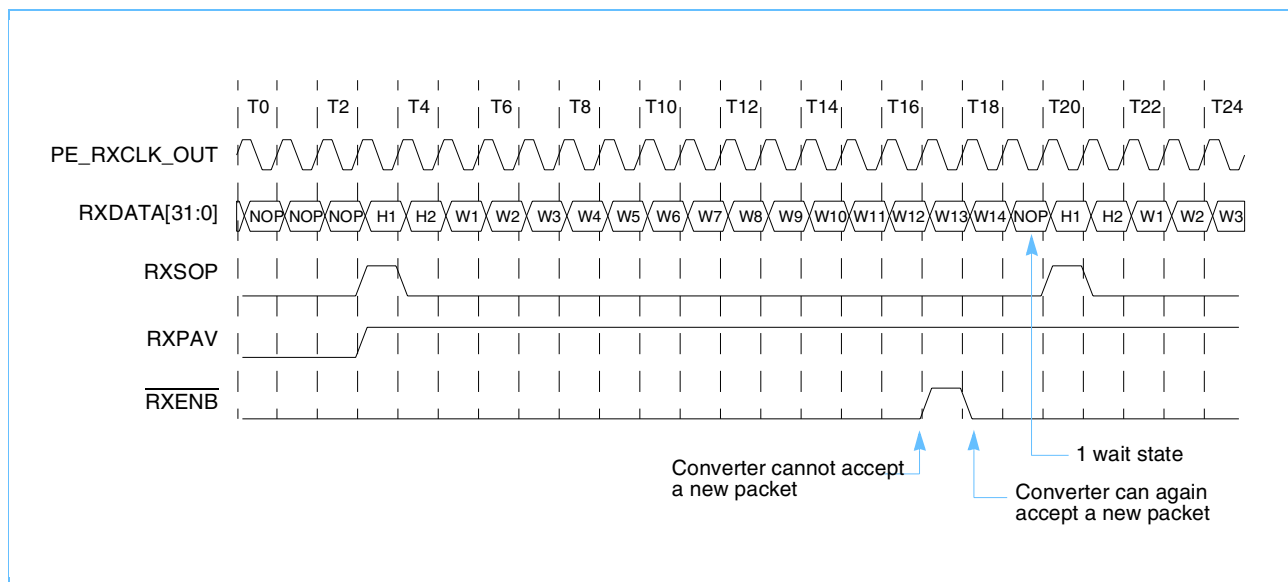 T0 T2 T4 T6 T8 T10 T12 T14 T16 T18 T20 T22 T24
PE_RXCLK_OUT
RXDATA[31:0] NOP NOP NOP H1 H2 W1 W2 W3 W4 W5 W6 W7 W8 W9 W10 W11 W12 W13 W14 NOP H1 H2 W1 W2 W3
RXSOP
RXPAV
RXENB
Converter cannot accept
a new packet
1 wait state
Converter can again
accept a new packet